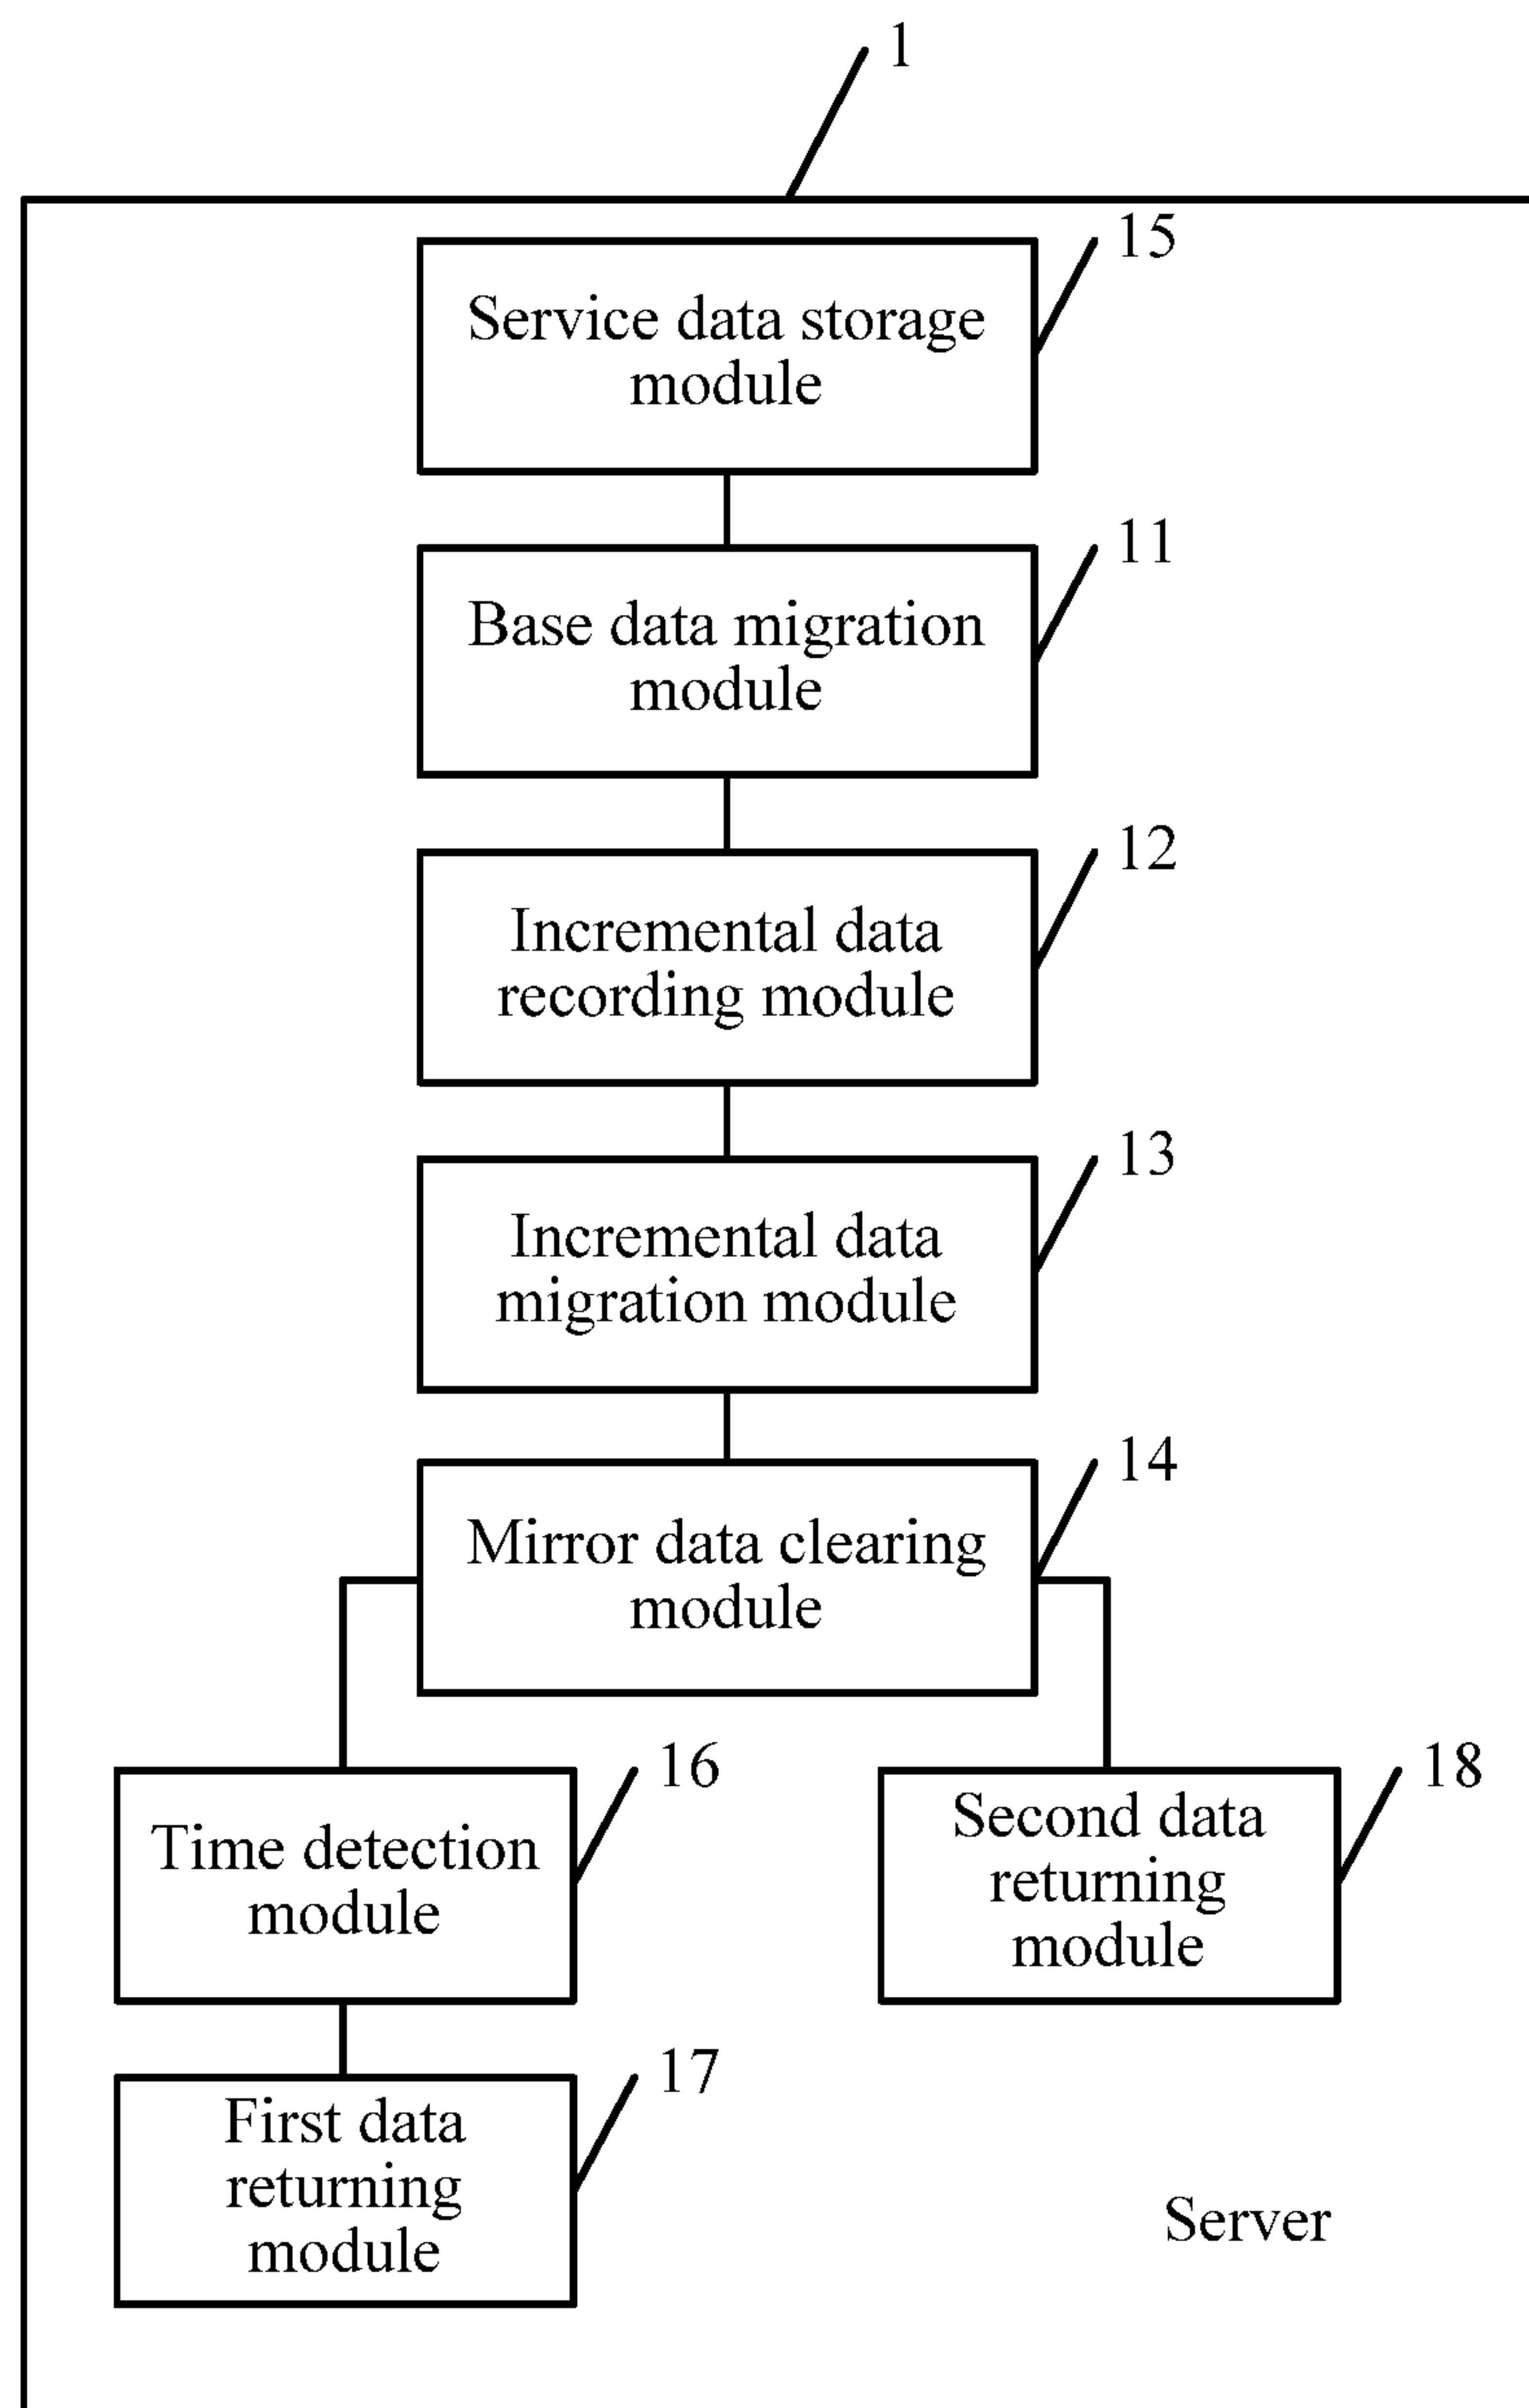 1
15
Service data storage
module
11
Base data migration
module
12
Incremental data
recording module
13
Incremental data
migration module
14
Mirror data clearing
module
16
Time detection
module
18
Second data
returning
module
17
First data
returning
module
Server